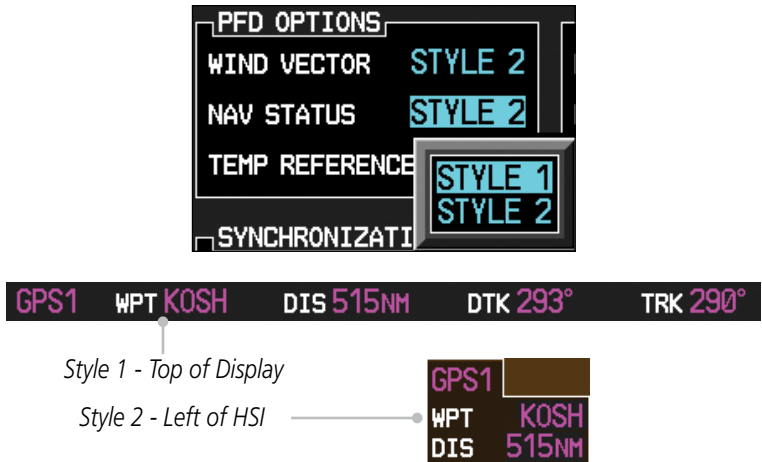 PFD OPTIONS
WIND VECTOR STYLE 2
NAV STATUS STYLE 2
TEMP REFERENCE
STYLE 1
STYLE 2
SYNCHRONIZATI
GPS1 WPT KOSH DIS 515NM DTK 293° TRK 290°
Style 1 - Top of Display
Style 2 - Left of HSI
GPS1
WPT KOSH
DIS 515NM